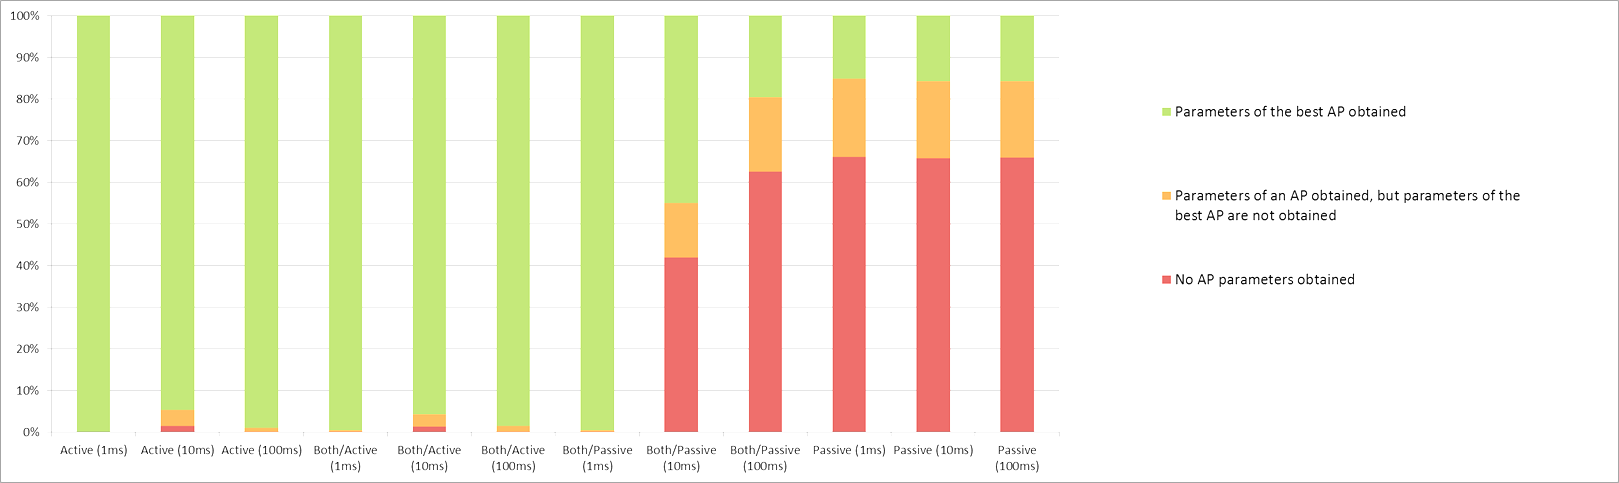 100%
90%
80%
70%
60%
50%
40%
30%
20%
10%
0%
Active (1ms)
Active (10ms)
Active (100ms)
Both/Active
(1ms)
Both/Active
(10ms)
Both/Active
(100ms)
Both/Passive
(1ms)
Both/Passive
(10ms)
Both/Passive
(100ms)
Passive (1ms)
Passive (10ms)
Passive
(100ms)
Parameters of the best AP obtained
Parameters of an AP obtained, but parameters of the
best AP are not obtained
No AP parameters obtained